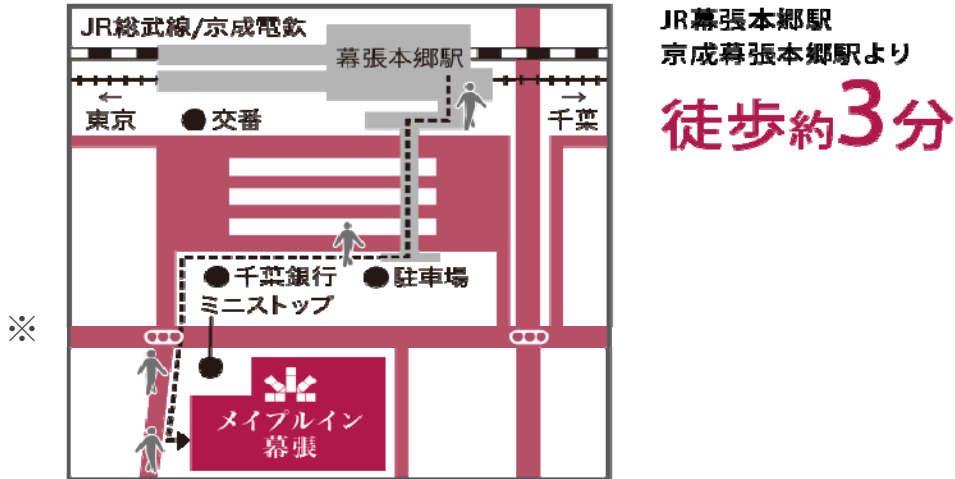 JR総武線/京成電鉄
幕張本郷駅
←
東京
●交番
→
千葉
●千葉銀行
●駐車場
ミニストップ
メイプルイン
幕張
※
JR幕張本郷駅
京成幕張本郷駅より
徒歩約3分